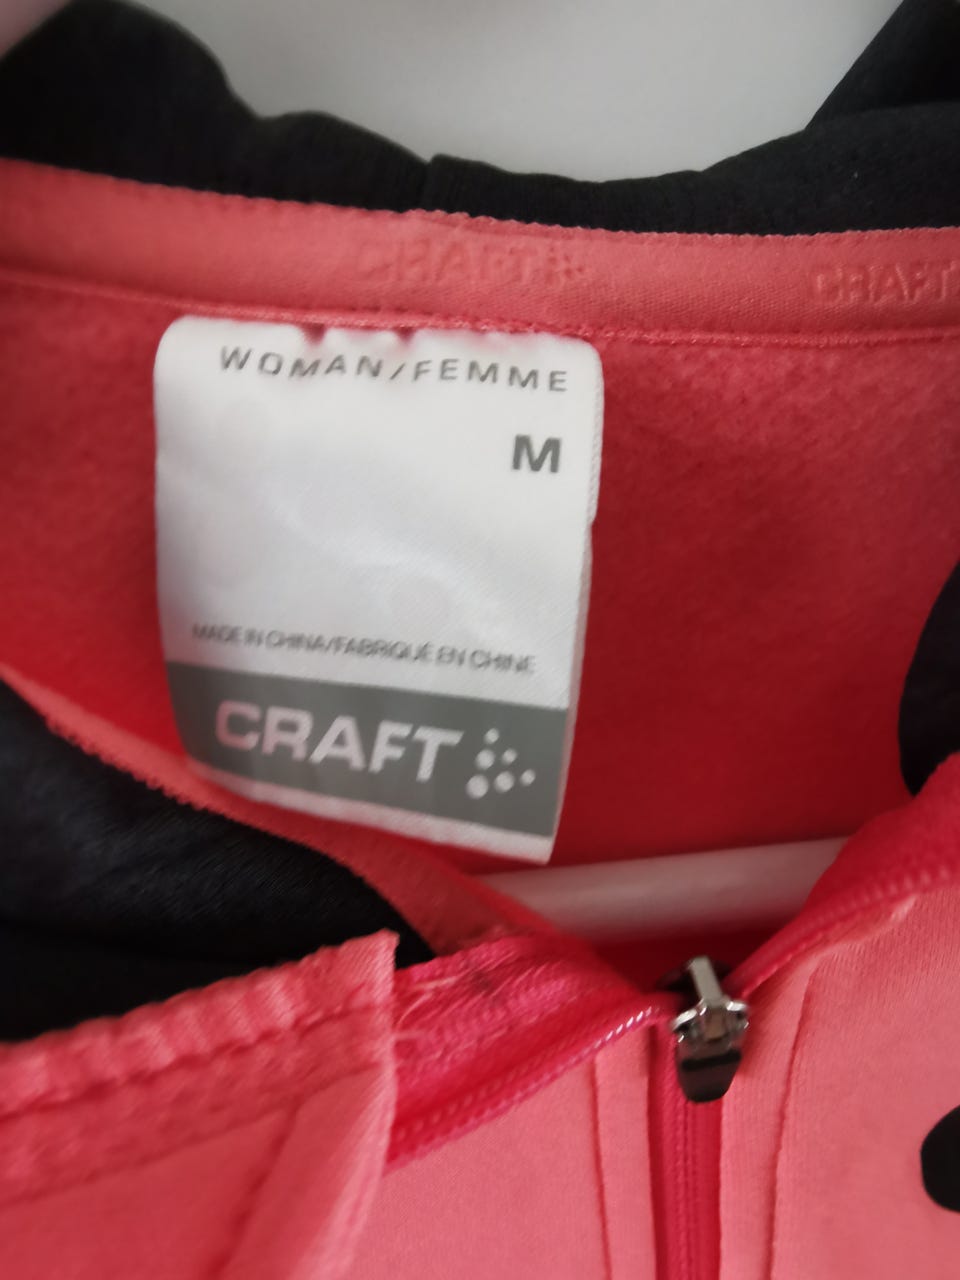 CRAFT CRAFT
WOMAN/FEMME
M
MADE IN CHINA/FABRIQUÉ EN CHINE
CRAFT